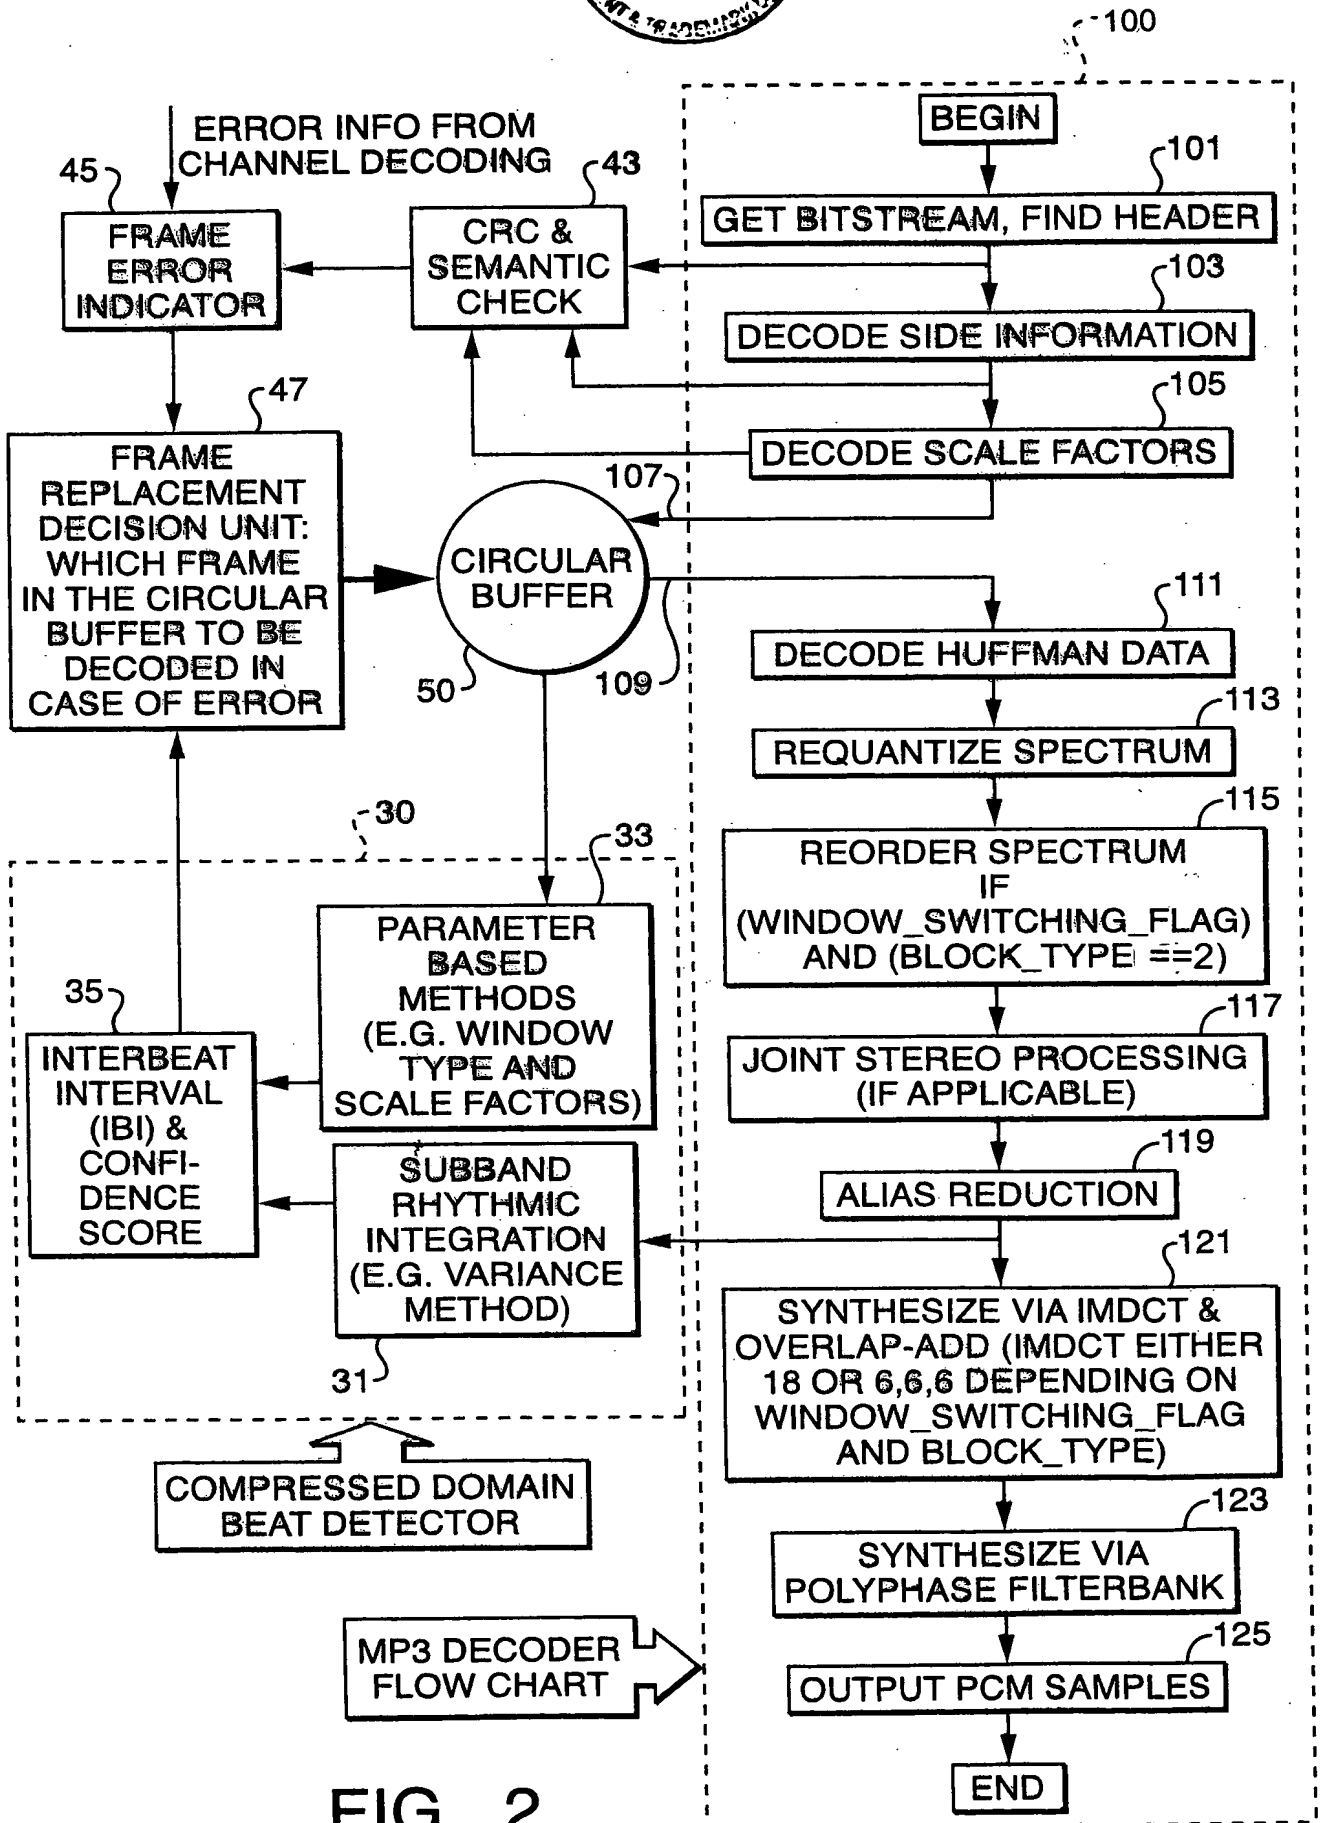 & TRADEMARK
100
BEGIN
ERROR INFO FROM
CHANNEL DECODING
45
43
101
FRAME
ERROR
INDICATOR
CRC &
SEMANTIC
CHECK
GET BITSTREAM, FIND HEADER
103
DECODE SIDE INFORMATION
47
105
FRAME
REPLACEMENT
DECISION UNIT:
WHICH FRAME
IN THE CIRCULAR
BUFFER TO BE
DECODED IN
CASE OF ERROR
DECODE SCALE FACTORS
107
CIRCULAR
BUFFER
50
109
111
DECODE HUFFMAN DATA
113
REQUANTIZE SPECTRUM
115
REORDER SPECTRUM
IF
(WINDOW_SWITCHING_FLAG)
AND (BLOCK_TYPE ==2)
30
33
PARAMETER
BASED
METHODS
(E.G. WINDOW
TYPE AND
SCALE FACTORS)
35
INTERBEAT
INTERVAL
(IBI) &
CONFI-
DENCE
SCORE
117
JOINT STEREO PROCESSING
(IF APPLICABLE)
119
ALIAS REDUCTION
SUBBAND
RHYTHMIC
INTEGRATION
(E.G. VARIANCE
METHOD)
31
121
SYNTHESIZE VIA IMDCT &
OVERLAP-ADD (IMDCT EITHER
18 OR 6,6,6 DEPENDING ON
WINDOW_SWITCHING_FLAG
AND BLOCK_TYPE)
COMPRESSED DOMAIN
BEAT DETECTOR
123
SYNTHESIZE VIA
POLYPHASE FILTERBANK
MP3 DECODER
FLOW CHART
125
OUTPUT PCM SAMPLES
END
FIG. 2